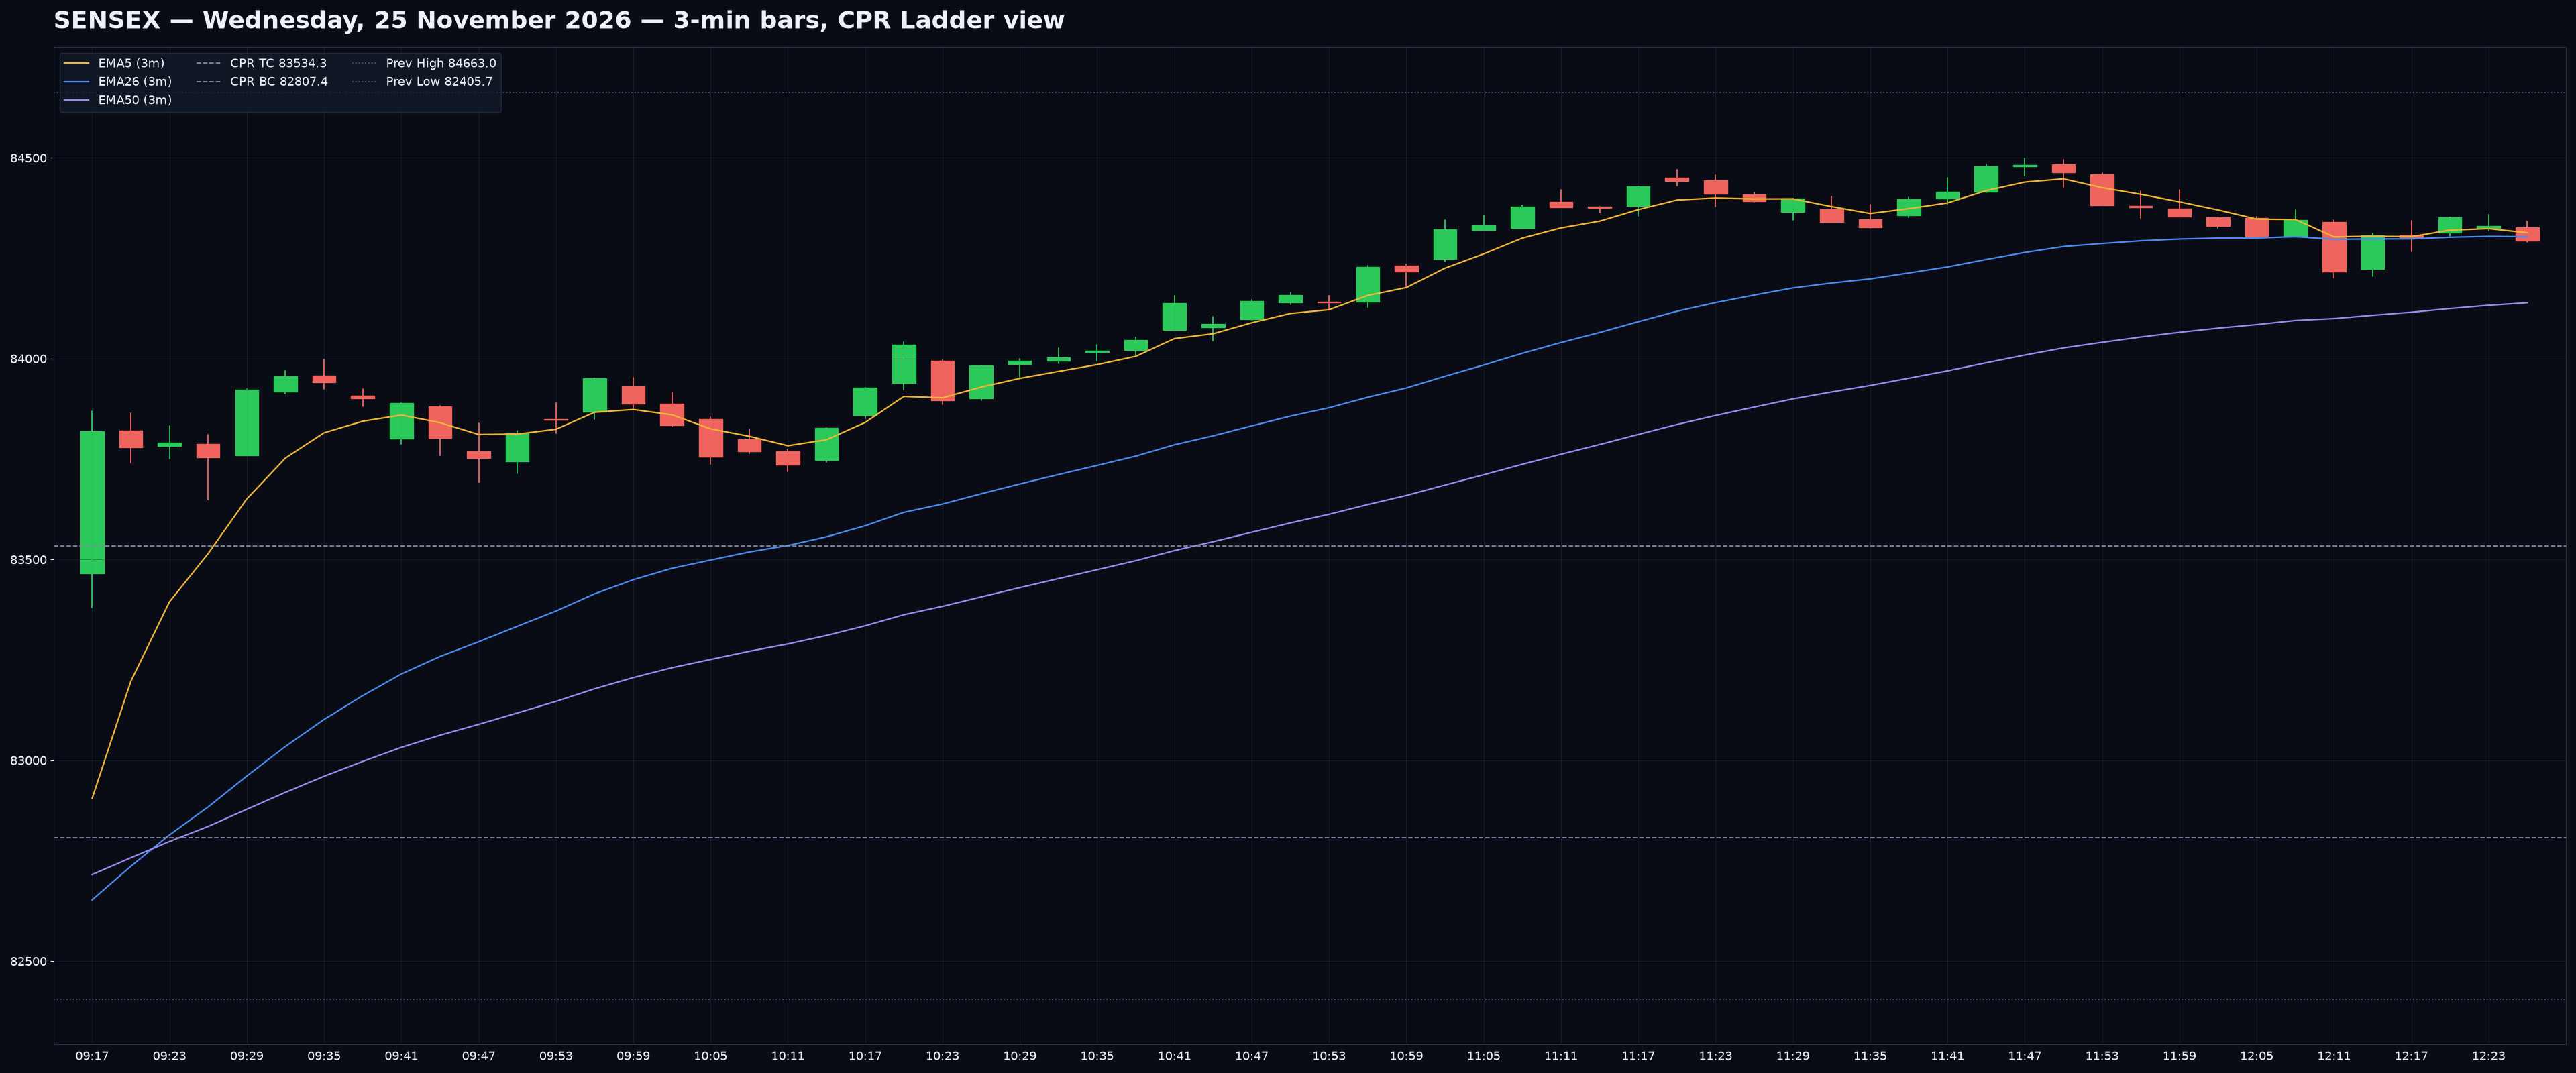 SENSEX — Wednesday, 25 November 2026 — 3-min bars, CPR Ladder view
EMA5 (3m) CPR TC 83534.3 Prev High 84663.0
EMA26 (3m) CPR BC 82807.4 Prev Low 82405.7
EMA50 (3m)
84500
84000
83500
83000
82500
09:17 09:23 09:29 09:35 09:41 09:47 09:53 09:59 10:05 10:11 10:17 10:23 10:29 10:35 10:41 10:47 10:53 10:59 11:05 11:11 11:17 11:23 11:29 11:35 11:41 11:47 11:53 11:59 12:05 12:11 12:17 12:23